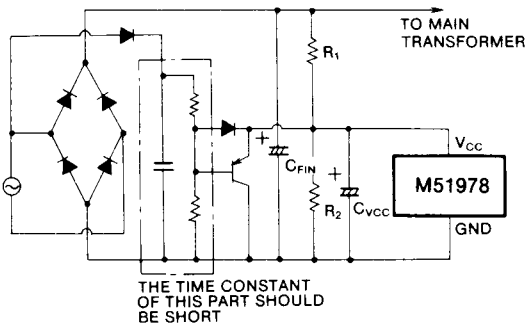 TO MAIN
TRANSFORMER
R1
CFIN
R2
CVCC
VCC
M51978
GND
THE TIME CONSTANT
OF THIS PART SHOULD
BE SHORT